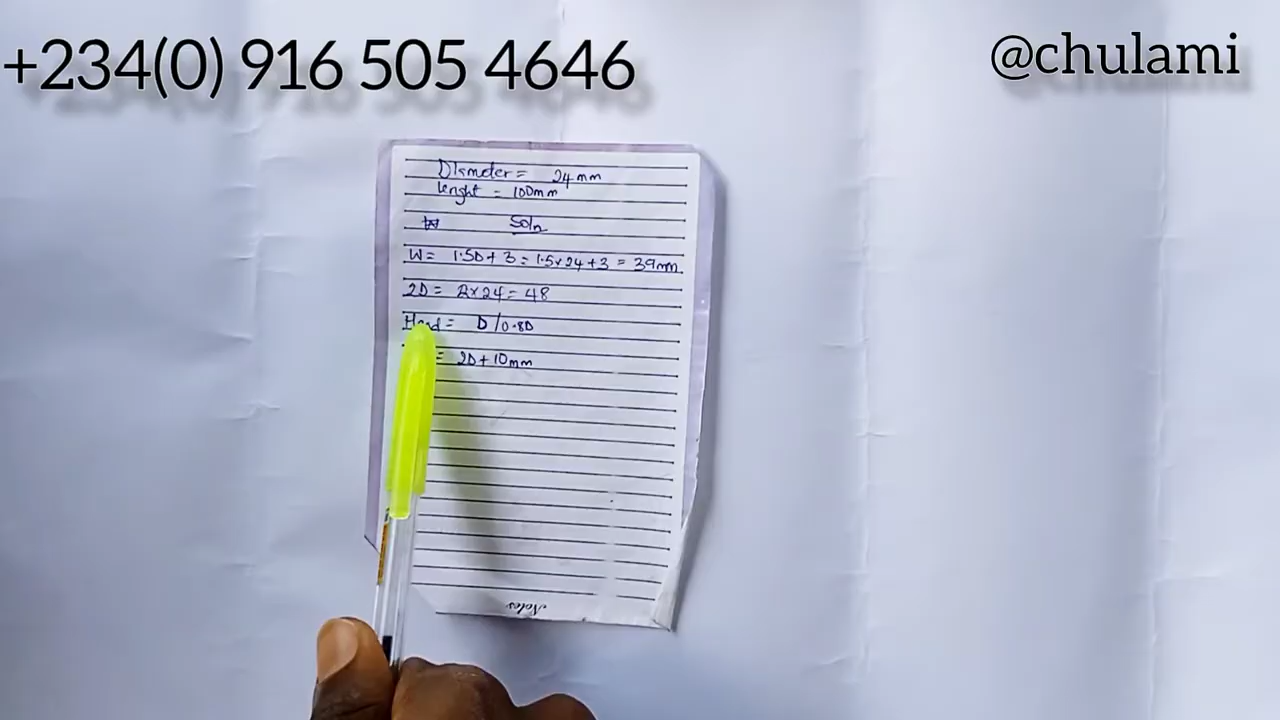 +234(0) 916 505 4646
@chulami
Diameter = 24mm
lenght = 100mm
Soln
W = 1.5D + 3 = 1.5 x 24 + 3 = 39mm
2D = 2 x 24 = 48
Head = D / 0.8D
= 2D + 10mm
Notes